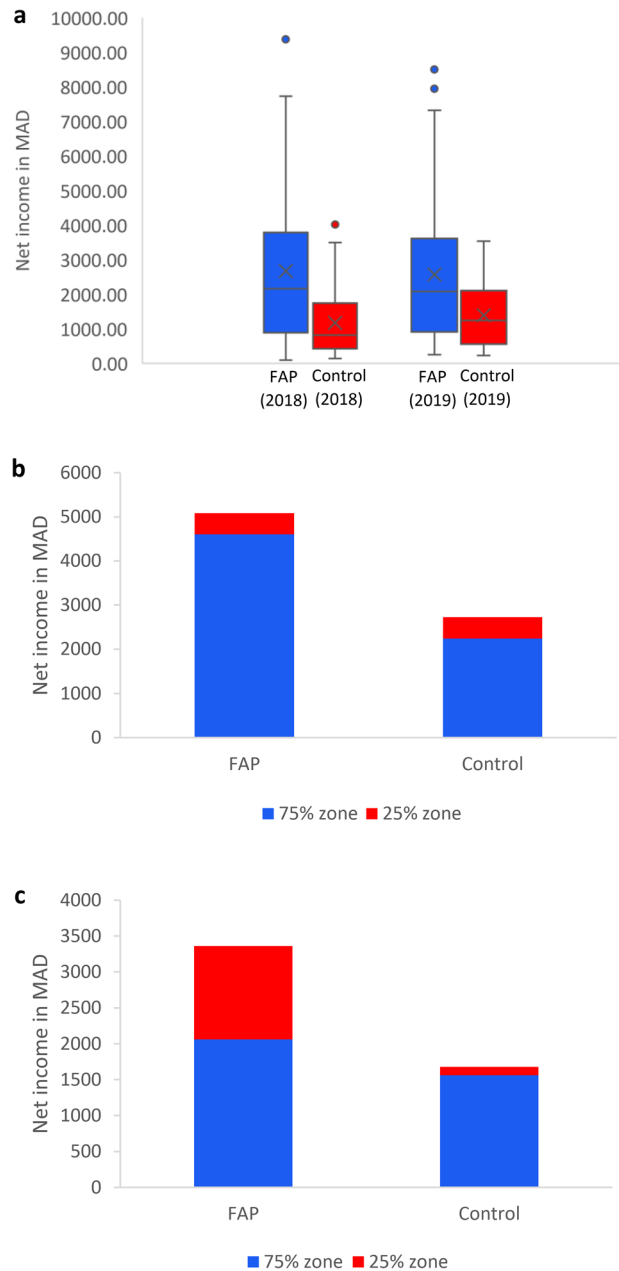 a
Net income in MAD
10000.00
9000.00
8000.00
7000.00
6000.00
5000.00
4000.00
3000.00
2000.00
1000.00
0.00
FAP Control FAP Control
(2018) (2018) (2019) (2019)
b
Net income in MAD
6000
5000
4000
3000
2000
1000
0
FAP Control
75% zone 25% zone
c
Net income in MAD
4000
3500
3000
2500
2000
1500
1000
500
0
FAP Control
75% zone 25% zone